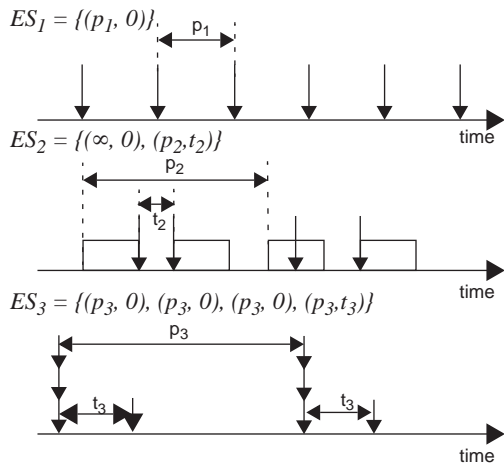 ES₁ = {(p₁, 0)}
p₁
time
ES₂ = {(∞, 0), (p₂,t₂)}
p₂
t₂
time
ES₃ = {(p₃, 0), (p₃, 0), (p₃, 0), (p₃,t₃)}
p₃
t₃ t₃
time